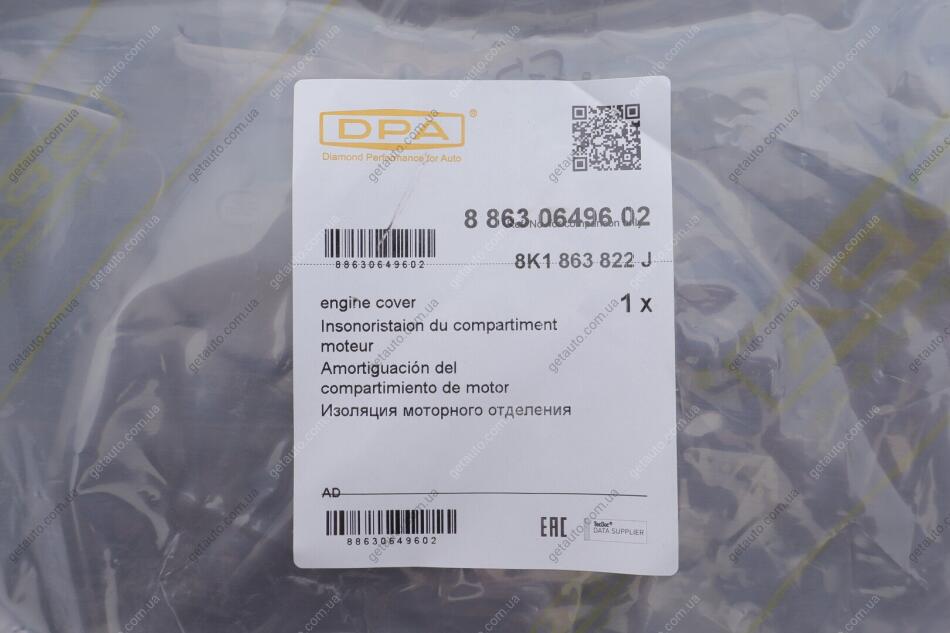 DPA®
Diamond Performance for Auto
8 863 06496 02
88630649602
8K1 863 822 J
engine cover
1 x
Insonoristaion du compartiment
moteur
Amortiguación del
compartimiento de motor
Изоляция моторного отделения
AD
88630649602
EAC
TecDoc®
DATA SUPPLIER
getauto.com.ua